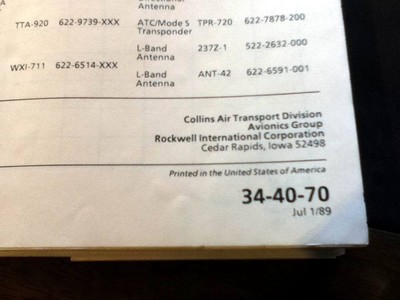 Antenna
TTA-920 622-9739-XXX ATC/Mode S TPR-720 622-7878-200
Transponder
L-Band 237Z-1 522-2632-000
Antenna
WXI-711 622-6514-XXX
L-Band ANT-42 622-6591-001
Antenna
Collins Air Transport Division
Avionics Group
Rockwell International Corporation
Cedar Rapids, Iowa 52498
Printed in the United States of America
34-40-70
Jul 1/89